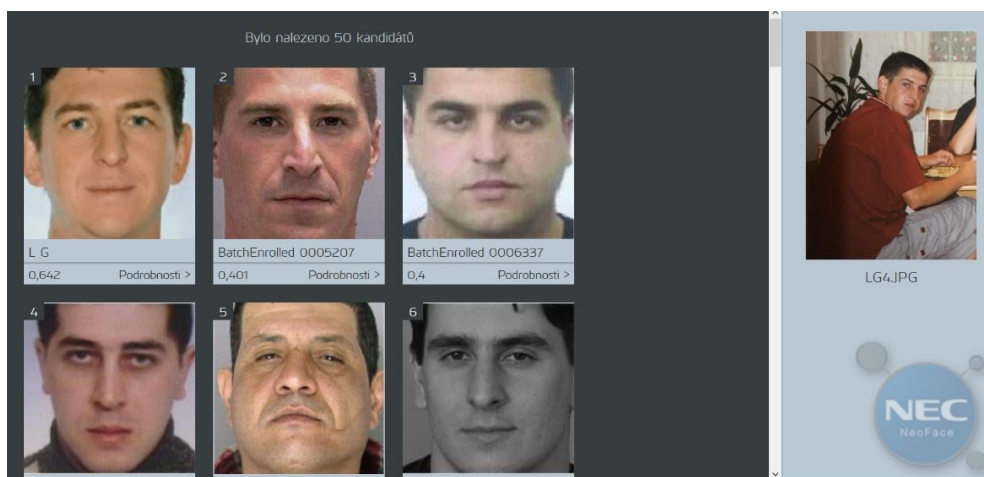 Bylo nalezeno 50 kandidátů
1
2
3
L G
BatchEnrolled 0005207
BatchEnrolled 0006337
0,642
Podrobnosti >
0,401
Podrobnosti >
0,4
Podrobnosti >
4
5
6
LG4.JPG
NEC
NeoFace